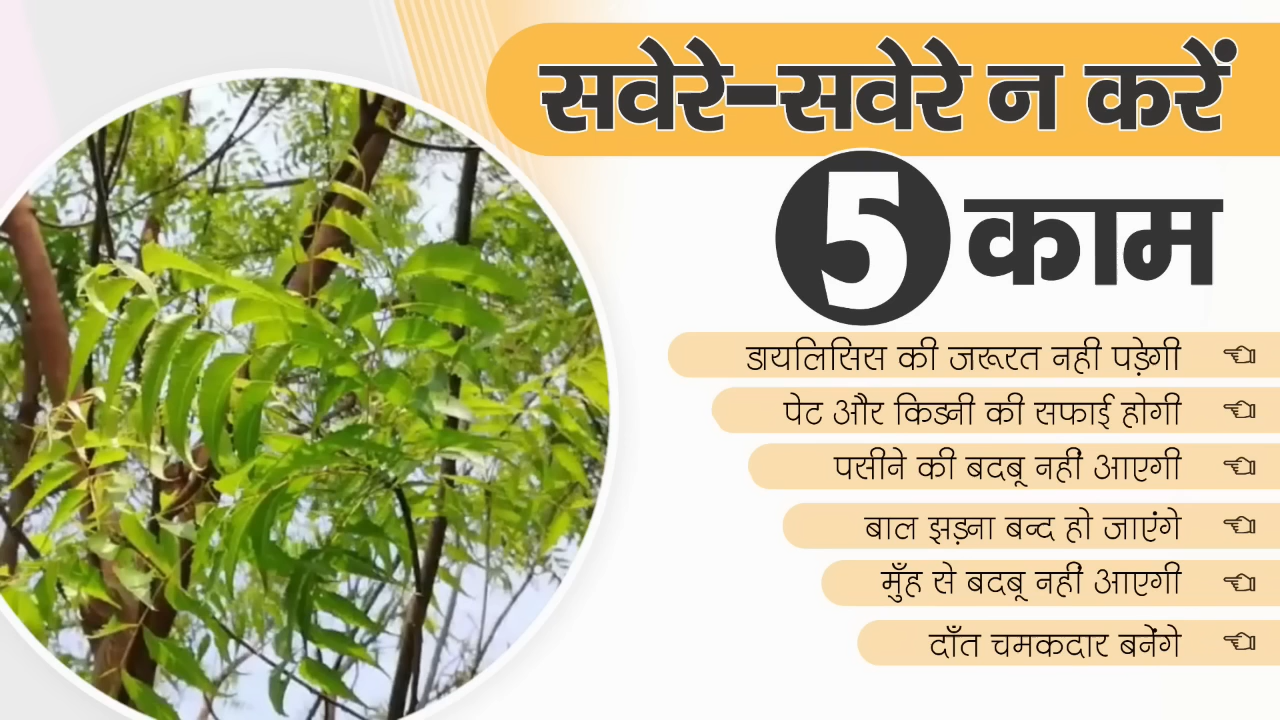 सवेरे-सवेरे न करें
5 काम
डायलिसिस की जरूरत नही पड़ेगी
पेट और किडनी की सफाई होगी
पसीने की बदबू नहीं आएगी
बाल झड़ना बन्द हो जाएंगे
मुँह से बदबू नहीं आएगी
दाँत चमकदार बनेंगे